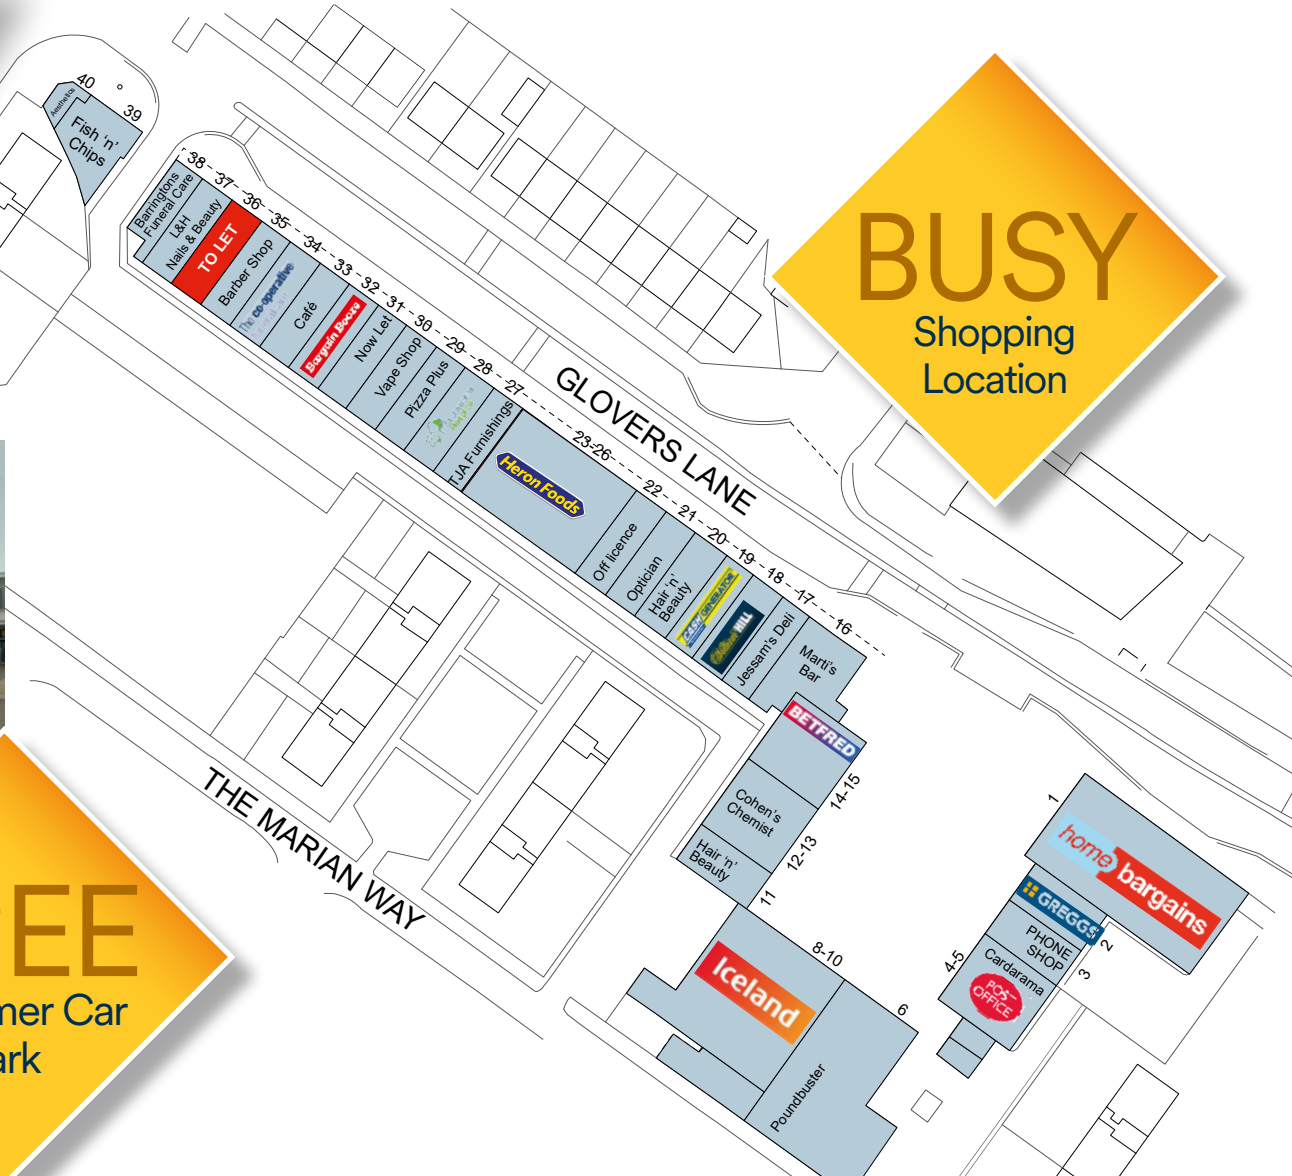 40
39
Aesthetics
Fish 'n'
Chips
38
37
36
35
34
33
32
31
30
29
28
27
23-26
22
21
20
19
18
17
16
Barringtons
Funeral Care
L&H
Nails & Beauty
TO LET
Barber Shop
The co-operative
Café
Bargain Booze
Now Let
Vape Shop
Pizza Plus
TJA Furnishings
Heron Foods
Off licence
Optician
Hair 'n'
Beauty
CASH GENERATOR
William HILL
Jessam's Deli
Marti's
Bar
GLOVERS LANE
BUSY
Shopping
Location
BETFRED
14-15
Cohen's
Chemist
12-13
Hair 'n'
Beauty
11
THE MARIAN WAY
8-10
Iceland
6
Poundbuster
1
home
bargains
GREGGS
2
PHONE
SHOP
3
4-5
Cardarama
POST
OFFICE
EE
mer Car
ark